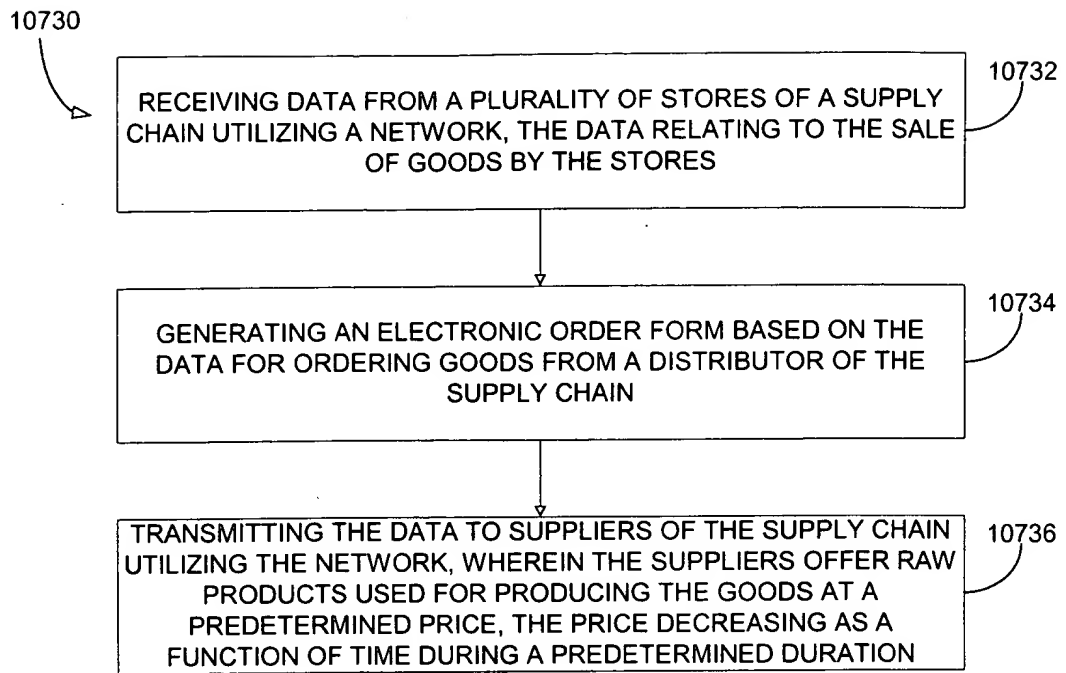 10730
10732
RECEIVING DATA FROM A PLURALITY OF STORES OF A SUPPLY
CHAIN UTILIZING A NETWORK, THE DATA RELATING TO THE SALE
OF GOODS BY THE STORES
10734
GENERATING AN ELECTRONIC ORDER FORM BASED ON THE
DATA FOR ORDERING GOODS FROM A DISTRIBUTOR OF THE
SUPPLY CHAIN
10736
TRANSMITTING THE DATA TO SUPPLIERS OF THE SUPPLY CHAIN
UTILIZING THE NETWORK, WHEREIN THE SUPPLIERS OFFER RAW
PRODUCTS USED FOR PRODUCING THE GOODS AT A
PREDETERMINED PRICE, THE PRICE DECREASING AS A
FUNCTION OF TIME DURING A PREDETERMINED DURATION